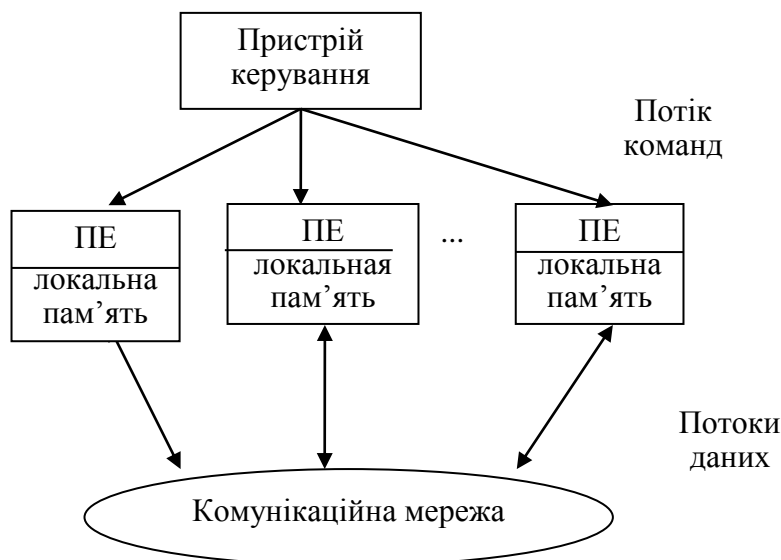 Пристрій
керування
Потік
команд
ПЕ
локальна
пам’ять
ПЕ
локальная
пам’ять
...
ПЕ
локальна
пам’ять
Потоки
даних
Комунікаційна мережа